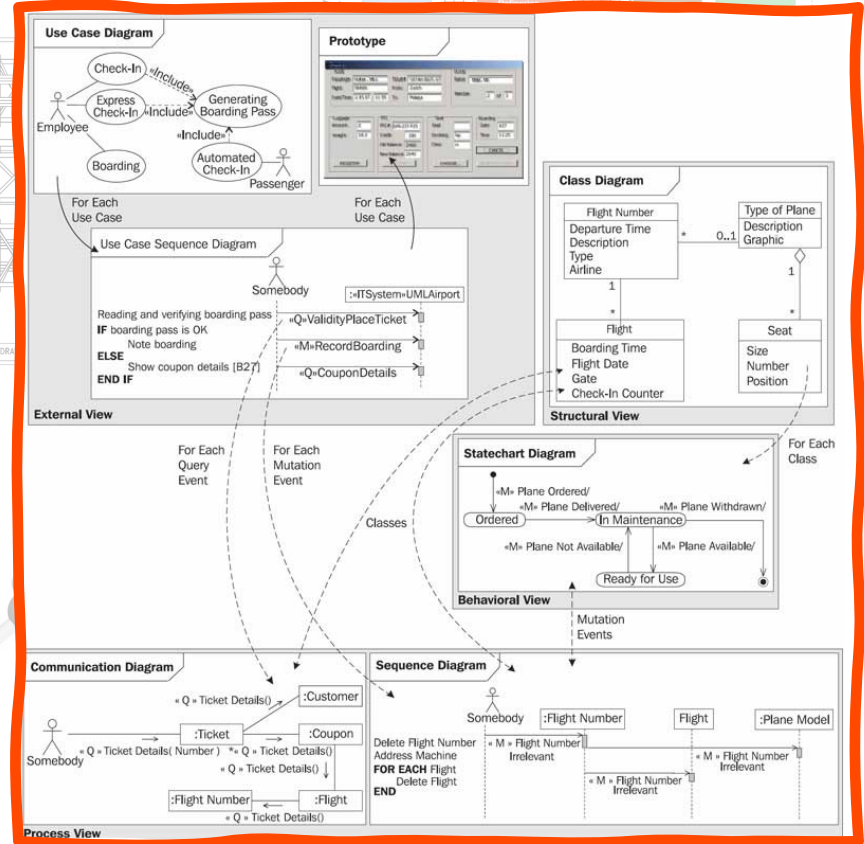 Use Case Diagram
Check-In
«Include»
Express
Check-In
«Include»
Generating
Boarding Pass
Employee
«Include»
Boarding
Automated
Check-In
Passenger
Prototype
For Each
Use Case
For Each
Use Case
Use Case Sequence Diagram
Somebody
:«ITSystem»UMLAirport
Reading and verifying boarding pass
IF boarding pass is OK
Note boarding
ELSE
Show coupon details [B27]
END IF
«Q»ValidityPlaceTicket
«M»RecordBoarding
«Q»CouponDetails
External View
Class Diagram
Flight Number
Departure Time
Description
Type
Airline
*
0..1
Type of Plane
Description
Graphic
1
1
*
*
Flight
Boarding Time
Flight Date
Gate
Check-In Counter
Seat
Size
Number
Position
Structural View
For Each
Query
Event
For Each
Mutation
Event
Classes
For Each
Class
Statechart Diagram
«M» Plane Ordered/
«M» Plane Delivered/
«M» Plane Withdrawn/
Ordered
In Maintenance
«M» Plane Not Available/
«M» Plane Available/
Ready for Use
Behavioral View
Mutation
Events
Communication Diagram
« Q » Ticket Details()
:Customer
:Ticket
:Coupon
Somebody
« Q » Ticket Details( Number )
*« Q » Ticket Details()
« Q » Ticket Details()
:Flight Number
:Flight
« Q » Ticket Details()
Sequence Diagram
Somebody
:Flight Number
Flight
:Plane Model
Delete Flight Number
Address Machine
FOR EACH Flight
Delete Flight
END
« M » Flight Number
Irrelevant
« M » Flight Number
Irrelevant
« M » Flight Number
Irrelevant
Process View